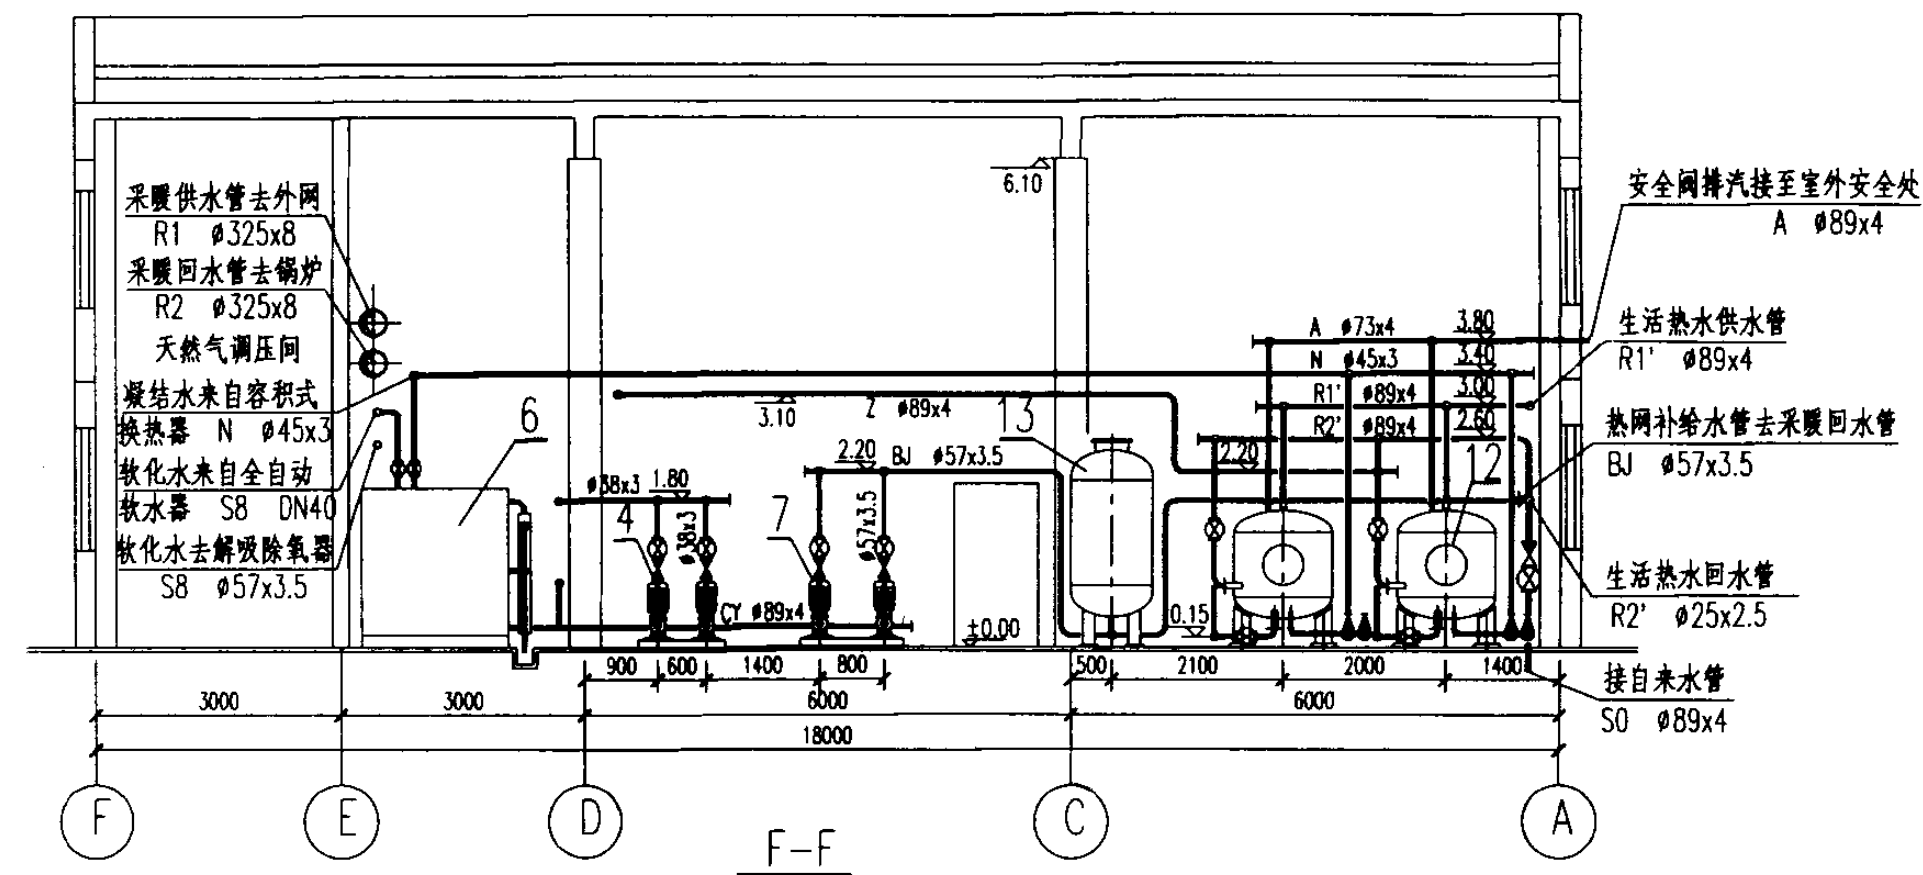 采暖供水管去外网
R1 ø325x8
采暖回水管去锅炉
R2 ø325x8
天然气调压间
凝结水来自容积式
换热器 N ø45x3
软化水来自全自动
软水器 S8 DN40
软化水去解吸除氧器
S8 ø57x3.5
6
ø38x3
1.80
4
ø38x3
7
ø57x3.5
CY ø89x4
3.10
Z ø89x4
2.20
BJ ø57x3.5
13
6.10
±0.00
0.15
2.20
A ø73x4
3.80
N ø45x3
3.40
R1' ø89x4
3.00
R2' ø89x4
2.60
12
安全阀排汽接至室外安全处
A ø89x4
生活热水供水管
R1' ø89x4
热网补给水管去采暖回水管
BJ ø57x3.5
生活热水回水管
R2' ø25x2.5
接自来水管
S0 ø89x4
900 600 1400 800 500 2100 2000 1400
3000 3000 6000 6000
18000
F E D C A
F-F